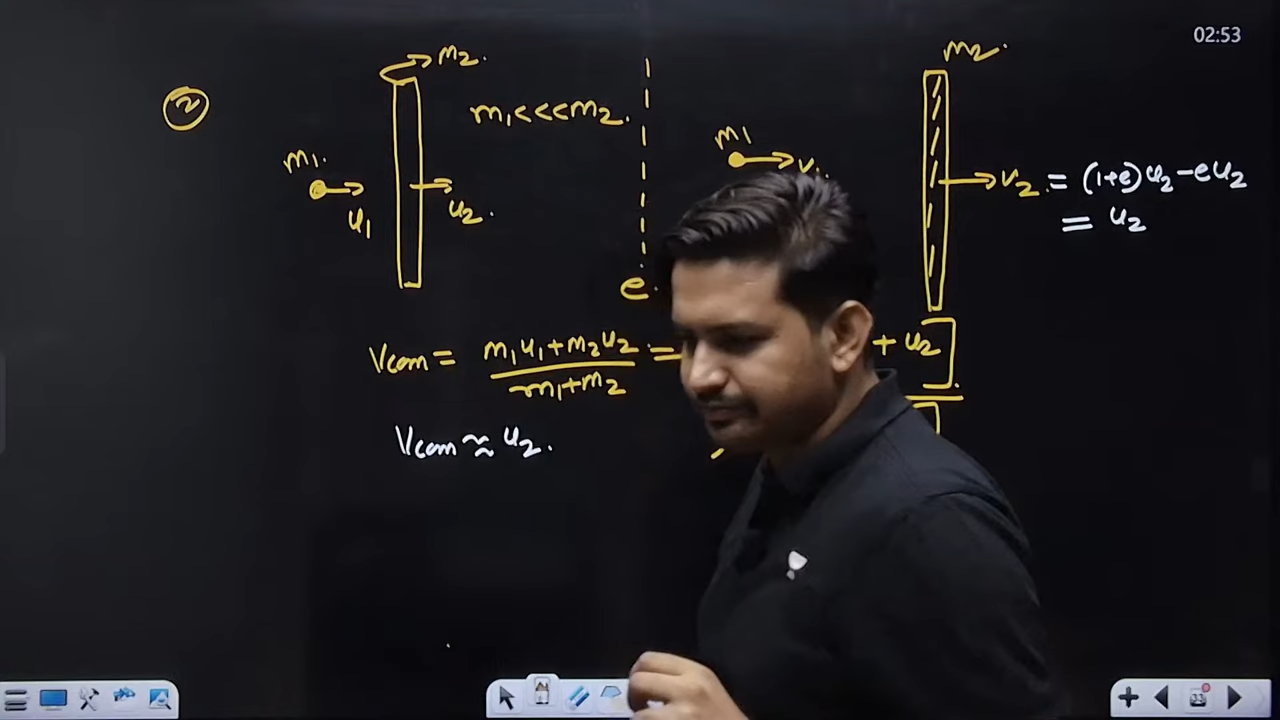 02:53
②
m₂.
m₁<<<m₂.
m₂.
m₁.
u₁
u₂.
m₁
v₂ = (1+e)u₂-eu₂
= u₂
e
Vcom = m₁u₁+m₂u₂ / m₁+m₂ =
+ u₂]
Vcom ≈ u₂.
33